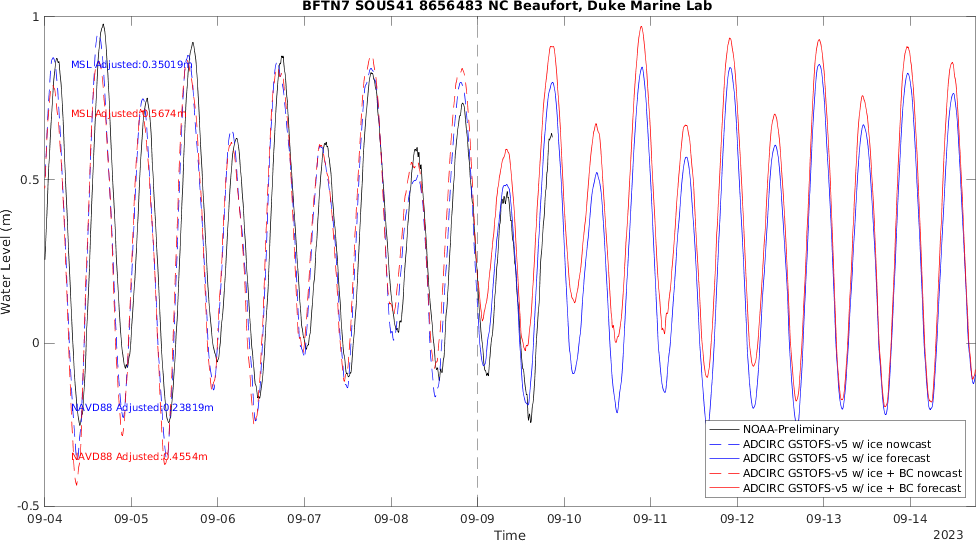 BFTN7 SOUS41 8656483 NC Beaufort, Duke Marine Lab
Water Level (m)
1
0.5
0
-0.5
MSL Adjusted:0.35019m
MSL Adjusted:0.5674m
NAVD88 Adjusted:0.23819m
NAVD88 Adjusted:0.4554m
NOAA-Preliminary
ADCIRC GSTOFS-v5 w/ ice nowcast
ADCIRC GSTOFS-v5 w/ ice forecast
ADCIRC GSTOFS-v5 w/ ice + BC nowcast
ADCIRC GSTOFS-v5 w/ ice + BC forecast
09-04 09-05 09-06 09-07 09-08 09-09 09-10 09-11 09-12 09-13 09-14
Time
2023